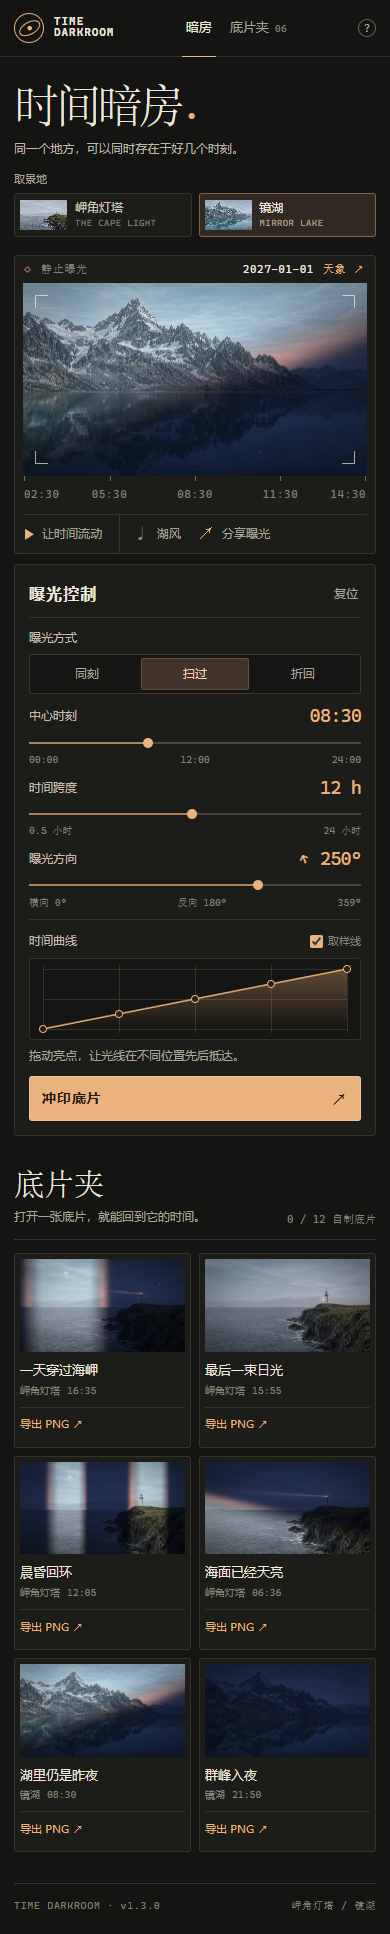 TIME
DARKROOM
暗房 底片夹 06 ?
时间暗房.
同一个地方，可以同时存在于好几个时刻。
取景地
岬角灯塔
THE CAPE LIGHT
镜湖
MIRROR LAKE
◇ 静止曝光 2027-01-01 天象 ↗
02:30 05:30 08:30 11:30 14:30
▶ 让时间流动 ♩ 湖风 ↗ 分享曝光
曝光控制 复位
曝光方式
同刻 扫过 折回
中心时刻 08:30
00:00 12:00 24:00
时间跨度 12 h
0.5 小时 24 小时
曝光方向 250°
横向 0° 反向 180° 359°
时间曲线 取样线
拖动亮点，让光线在不同位置先后抵达。
冲印底片 ↗
底片夹
打开一张底片，就能回到它的时间。
0 / 12 自制底片
一天穿过海岬
岬角灯塔 16:35
导出 PNG ↗
最后一束日光
岬角灯塔 15:55
导出 PNG ↗
晨昏回环
岬角灯塔 12:05
导出 PNG ↗
海面已经天亮
岬角灯塔 06:36
导出 PNG ↗
湖里仍是昨夜
镜湖 08:30
导出 PNG ↗
群峰入夜
镜湖 21:50
导出 PNG ↗
TIME DARKROOM · v1.3.0 岬角灯塔 / 镜湖